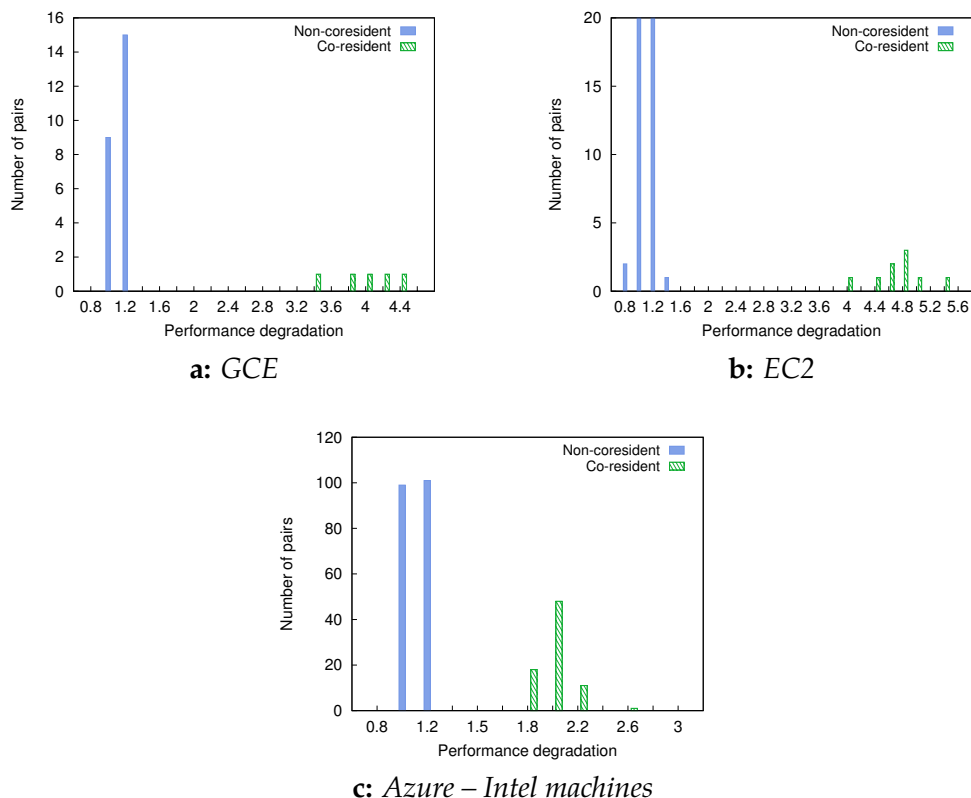 16
14
12
10
8
6
4
2
0
Number of pairs
Non-coresident
Co-resident
0.8 1.2 1.6 2 2.4 2.8 3.2 3.6 4 4.4
Performance degradation
a: GCE
20
15
10
5
0
Number of pairs
Non-coresident
Co-resident
0.8 1.2 1.6 2 2.4 2.8 3.2 3.6 4 4.4 4.8 5.2 5.6
Performance degradation
b: EC2
120
100
80
60
40
20
0
Number of pairs
Non-coresident
Co-resident
0.8 1.2 1.5 1.8 2.2 2.6 3
Performance degradation
c: Azure – Intel machines